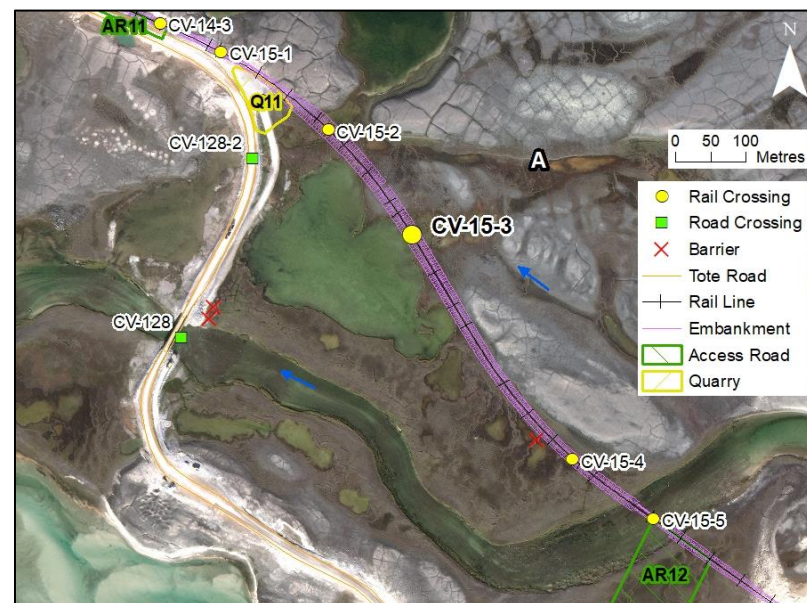 AR11
CV-14-3
CV-15-1
Q11
CV-15-2
CV-128-2
A
N
0 50 100
Metres
CV-15-3
Rail Crossing
Road Crossing
Barrier
Tote Road
Rail Line
Embankment
Access Road
Quarry
CV-128
CV-15-4
CV-15-5
AR12